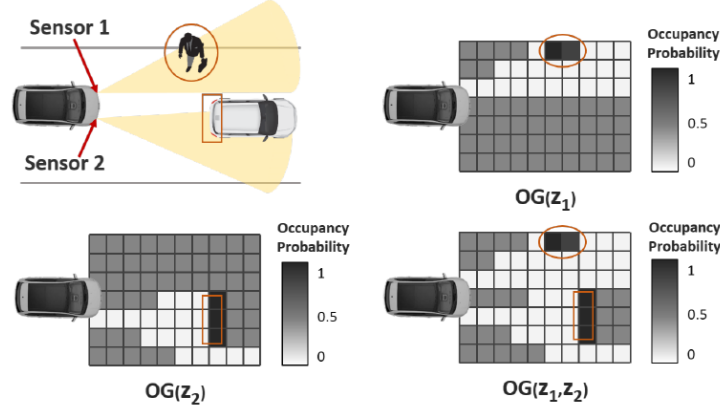 Sensor 1
Sensor 2
Occupancy
Probability
1
0.5
0
OG(z₁)
Occupancy
Probability
1
0.5
0
OG(z₂)
Occupancy
Probability
1
0.5
0
OG(z₁,z₂)